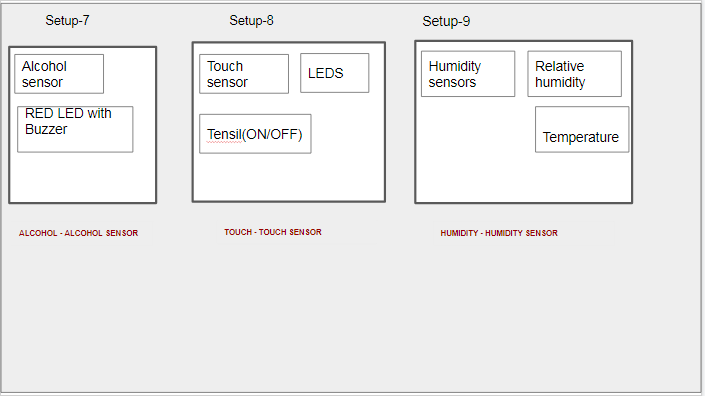 Setup-7
Setup-8
Setup-9
Alcohol
sensor
RED LED with
Buzzer
Touch
sensor
LEDS
Tensil(ON/OFF)
Humidity
sensors
Relative
humidity
Temperature
ALCOHOL - ALCOHOL SENSOR
TOUCH - TOUCH SENSOR
HUMIDITY - HUMIDITY SENSOR